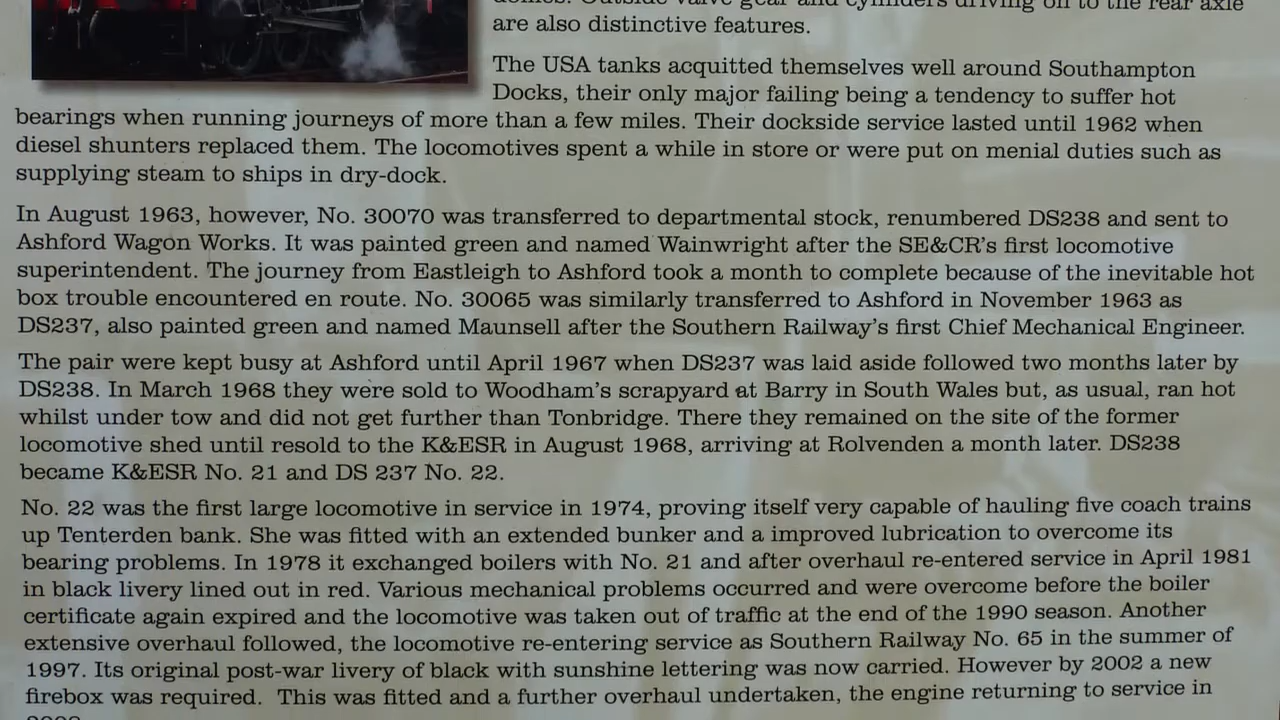 domes. Outside valve gear and cylinders driving on to the rear axle
are also distinctive features.
The USA tanks acquitted themselves well around Southampton
Docks, their only major failing being a tendency to suffer hot
bearings when running journeys of more than a few miles. Their dockside service lasted until 1962 when
diesel shunters replaced them. The locomotives spent a while in store or were put on menial duties such as
supplying steam to ships in dry-dock.
In August 1963, however, No. 30070 was transferred to departmental stock, renumbered DS238 and sent to
Ashford Wagon Works. It was painted green and named Wainwright after the SE&CR's first locomotive
superintendent. The journey from Eastleigh to Ashford took a month to complete because of the inevitable hot
box trouble encountered en route. No. 30065 was similarly transferred to Ashford in November 1963 as
DS237, also painted green and named Maunsell after the Southern Railway's first Chief Mechanical Engineer.
The pair were kept busy at Ashford until April 1967 when DS237 was laid aside followed two months later by
DS238. In March 1968 they were sold to Woodham's scrapyard at Barry in South Wales but, as usual, ran hot
whilst under tow and did not get further than Tonbridge. There they remained on the site of the former
locomotive shed until resold to the K&ESR in August 1968, arriving at Rolvenden a month later. DS238
became K&ESR No. 21 and DS 237 No. 22.
No. 22 was the first large locomotive in service in 1974, proving itself very capable of hauling five coach trains
up Tenterden bank. She was fitted with an extended bunker and a improved lubrication to overcome its
bearing problems. In 1978 it exchanged boilers with No. 21 and after overhaul re-entered service in April 1981
in black livery lined out in red. Various mechanical problems occurred and were overcome before the boiler
certificate again expired and the locomotive was taken out of traffic at the end of the 1990 season. Another
extensive overhaul followed, the locomotive re-entering service as Southern Railway No. 65 in the summer of
1997. Its original post-war livery of black with sunshine lettering was now carried. However by 2002 a new
firebox was required. This was fitted and a further overhaul undertaken, the engine returning to service in